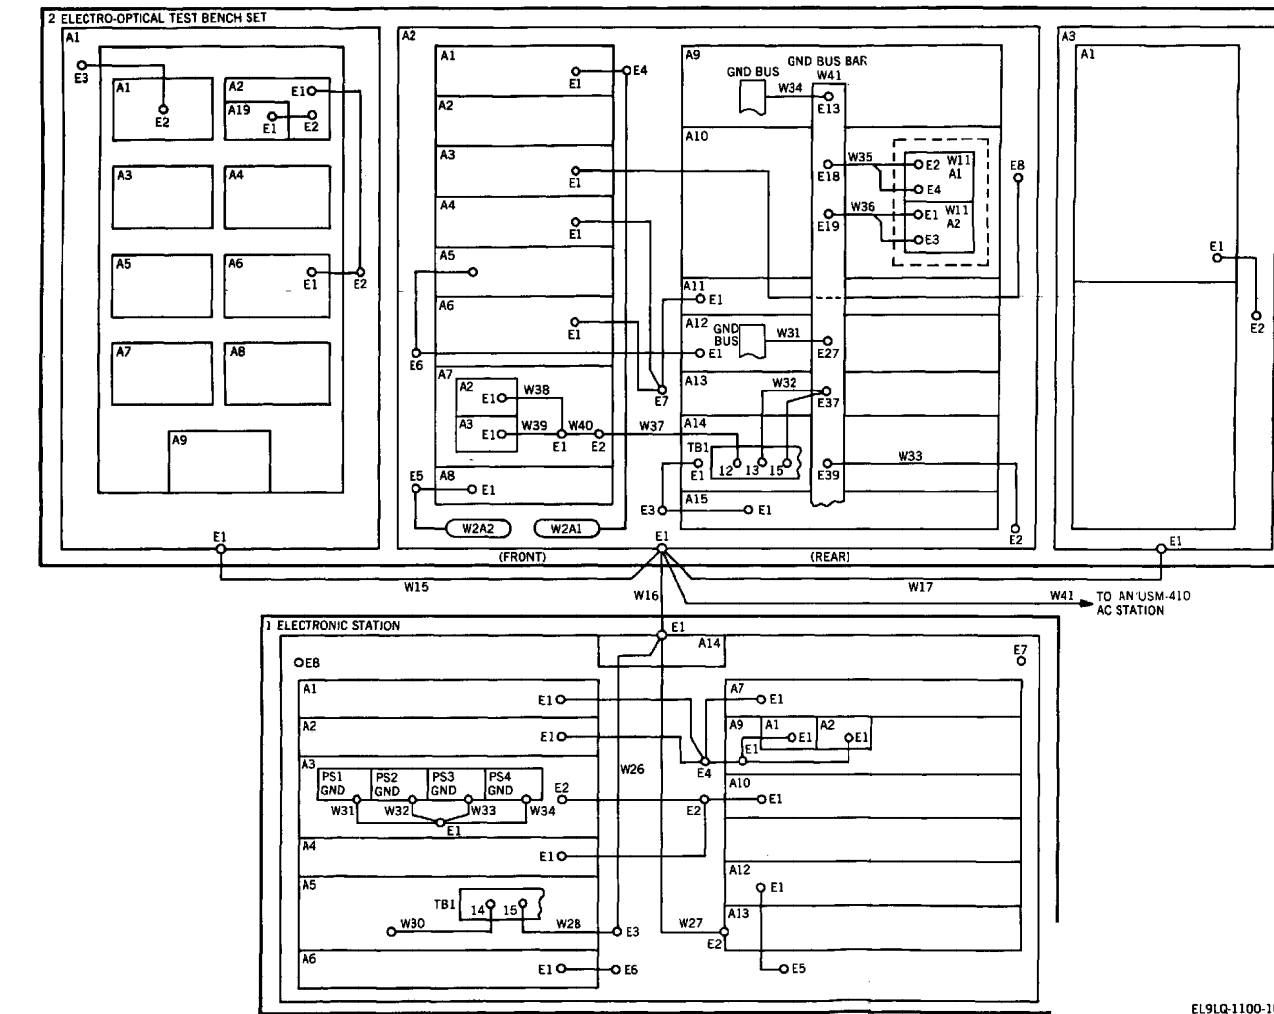 2 ELECTRO-OPTICAL TEST BENCH SET
A1
E3
A1
E2
A2
E1
A19
E1
E2
A3
A4
A5
A6
E1
E2
A7
A8
A9
E1
A2
A1
E1
E4
A2
A3
E1
A4
E1
A5
E6
A6
E1
E7
A7
A2
E1
W38
A3
E1
W39
E1
W40
E2
W37
A8
E5
E1
W2A2
W2A1
(FRONT)
E1
(REAR)
A9
GND BUS
W34
GND BUS BAR
W41
E13
A10
W35
E18
E2
W11
A1
E4
W36
E19
E1
W11
A2
E3
E8
A11
E1
A12
GND
BUS
W31
E27
E1
A13
W32
E37
A14
TB1
E1
12
13
15
E39
W33
E2
A15
E3
E1
A3
A1
E1
E2
E1
W15
W16
W17
W41
TO AN/USM-410
AC STATION
1 ELECTRONIC STATION
E1
A14
E8
E7
A1
E1
A2
E1
A3
PS1
GND
PS2
GND
PS3
GND
PS4
GND
W31
W32
W33
W34
E1
E2
A4
E1
A5
TB1
14
15
W30
W28
E3
A6
E1
E6
W26
E4
E2
W27
E2
A7
E1
A9
E1
A1
E1
A2
E1
A10
E1
A12
E1
A13
E5